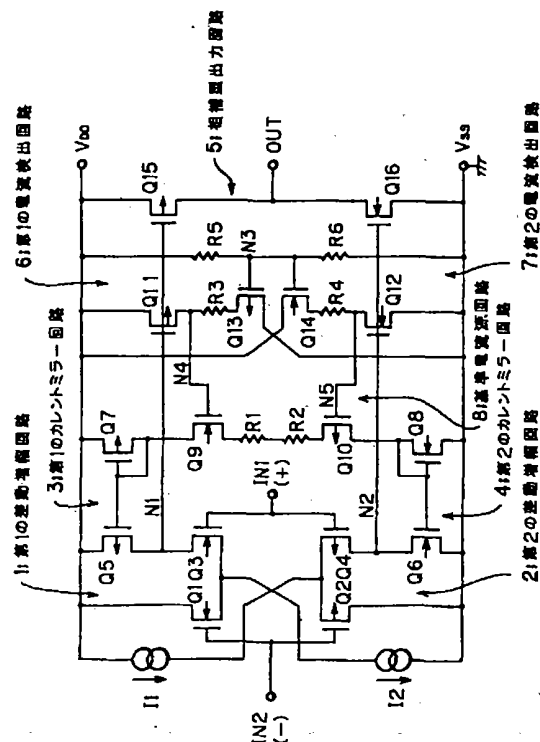 1;第1の差動増幅回路
3;第1のカレントミラー回路
6;第1の電流検出回路
VDD
Q5
Q7
Q11
Q15
5;相補型出力回路
I1
N1
N4
R3
R5
Q9
Q13
N3
OUT
Q1
Q3
R1
IN2
(-)
IN1
(+)
R2
Q14
R6
Q2
Q4
Q10
N5
R4
Q16
I2
N2
Q12
Q6
Q8
VSS
2;第2の差動増幅回路
4;第2のカレントミラー回路
8;基準電流源回路
7;第2の電流検出回路